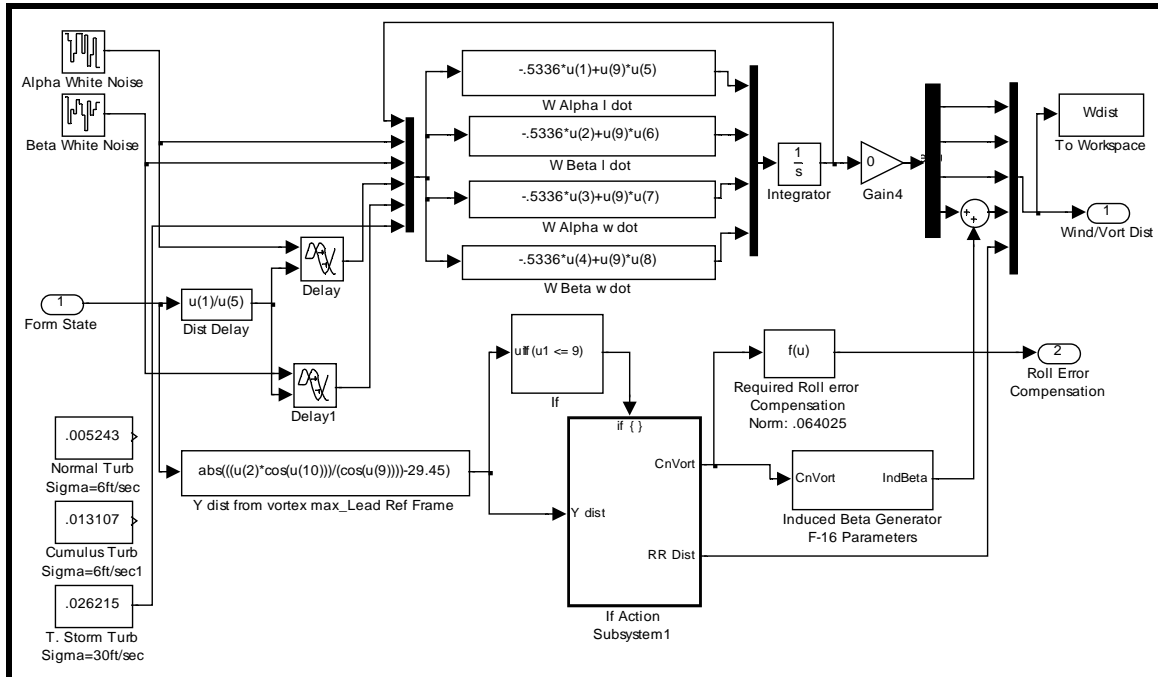 Alpha White Noise
Beta White Noise
-.5336*u(1)+u(9)*u(5)
W Alpha l dot
-.5336*u(2)+u(9)*u(6)
W Beta l dot
-.5336*u(3)+u(9)*u(7)
W Alpha w dot
-.5336*u(4)+u(9)*u(8)
W Beta w dot
1
s
Integrator
0
Gain4
Wdist
To Workspace
1
Wind/Vort Dist
Delay
1
Form State
u(1)/u(5)
Dist Delay
Delay1
if(u1 <= 9)
If
f(u)
Required Roll error
Compensation
Norm: .064025
2
Roll Error
Compensation
.005243
Normal Turb
Sigma=6ft/sec
abs(((u(2)*cos(u(10)))/(cos(u(9))))-29.45)
Y dist from vortex max_Lead Ref Frame
if { }
CnVort
Y dist
RR Dist
If Action
Subsystem1
CnVort
IndBeta
Induced Beta Generator
F-16 Parameters
.013107
Cumulus Turb
Sigma=6ft/sec1
.026215
T. Storm Turb
Sigma=30ft/sec